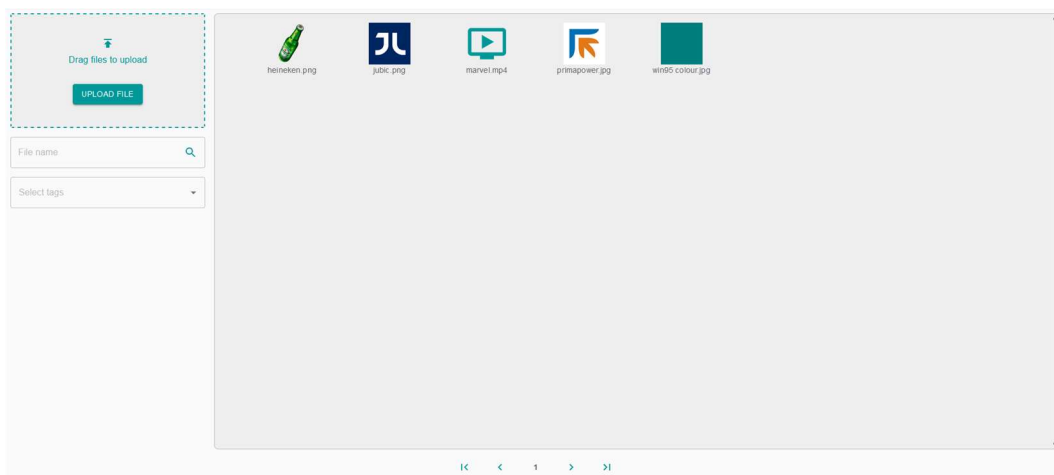 Drag files to upload
UPLOAD FILE
File name
Select tags
heineken.png
jubic.png
marvel.mp4
primapower.jpg
win95 colour.jpg
1